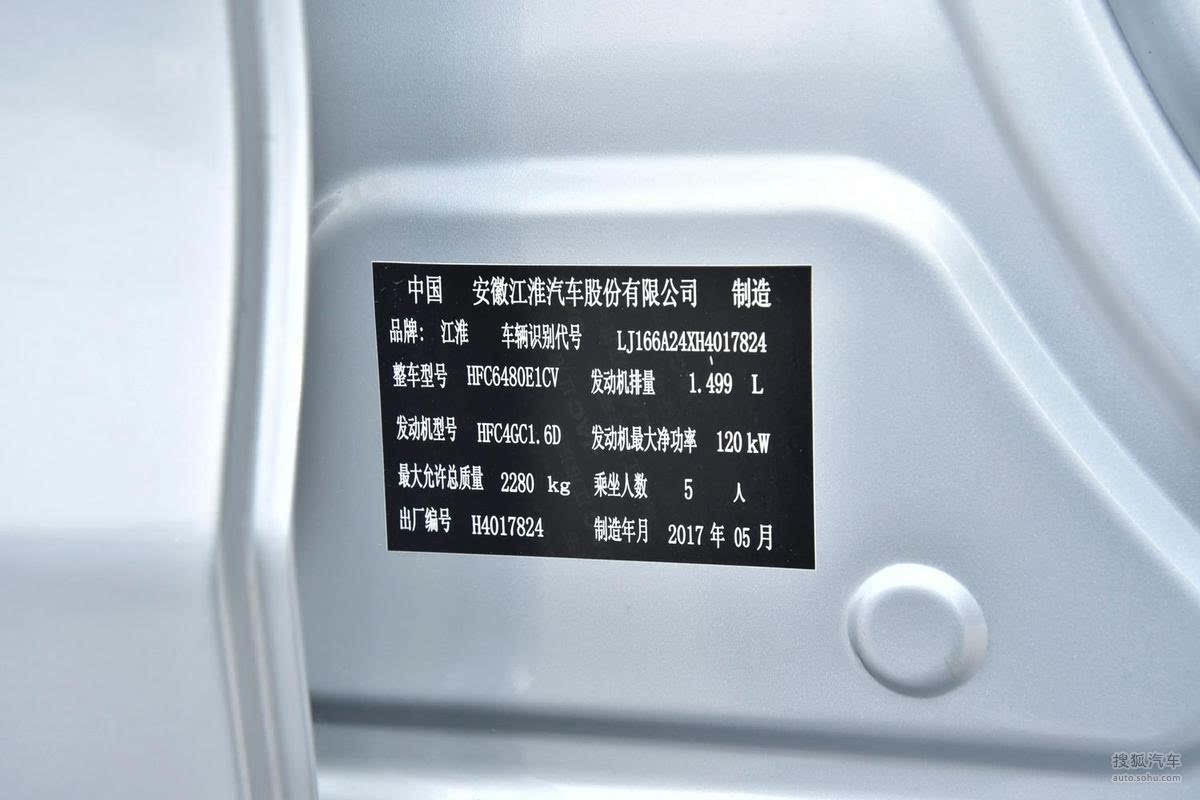 中国 安徽江淮汽车股份有限公司 制造
品牌: 江淮 车辆识别代号 LJ166A24XH4017824
整车型号 HFC6480E1CV 发动机排量 1.499 L
发动机型号 HFC4GC1.6D 发动机最大净功率 120 kW
最大允许总质量 2280 kg 乘坐人数 5 人
出厂编号 H4017824 制造年月 2017 年 05 月
搜狐汽车
auto.sohu.com